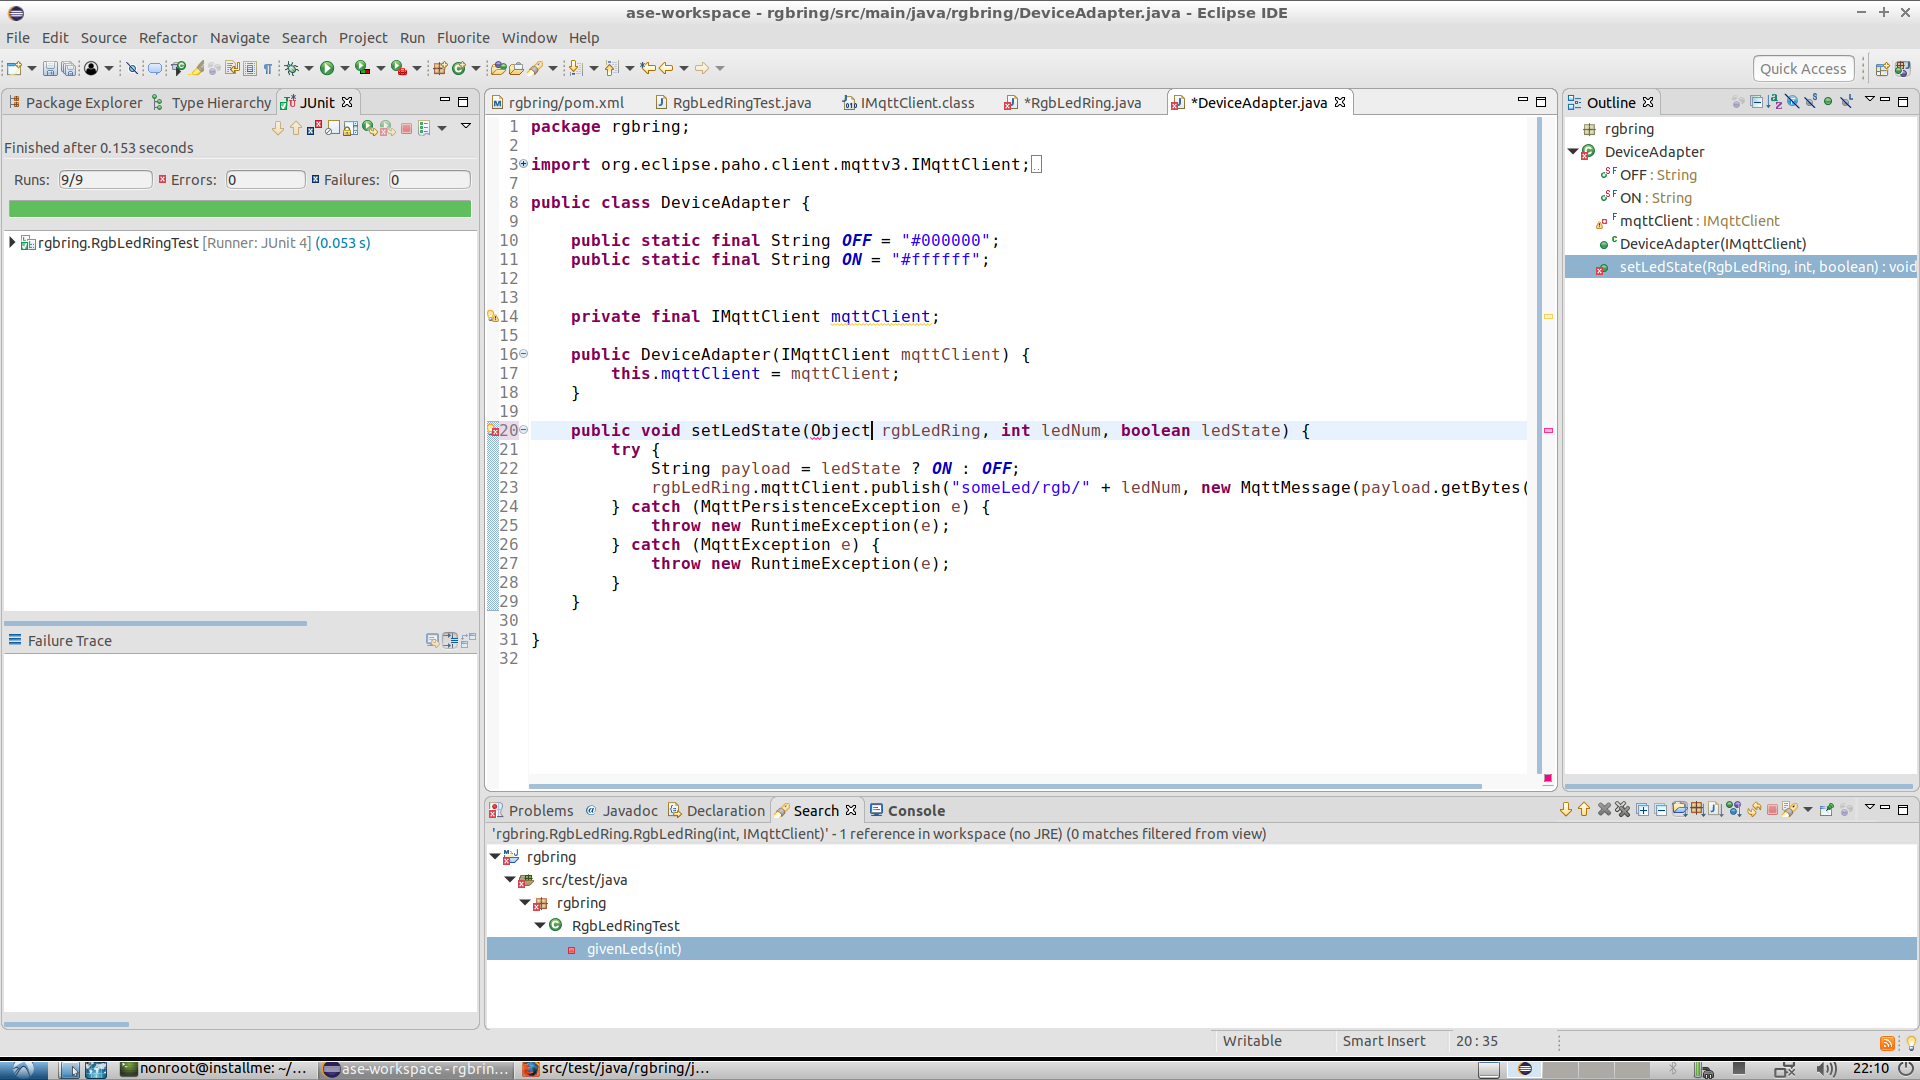 ase-workspace - rgbring/src/main/java/rgbring/DeviceAdapter.java - Eclipse IDE
File Edit Source Refactor Navigate Search Project Run Fluorite Window Help
Quick Access
Package Explorer Type Hierarchy JUnit
Finished after 0.153 seconds
Runs: 9/9 Errors: 0 Failures: 0
rgbring.RgbLedRingTest [Runner: JUnit 4] (0.053 s)
Failure Trace
rgbring/pom.xml RgbLedRingTest.java IMqttClient.class *RgbLedRing.java *DeviceAdapter.java
1 package rgbring;
2
3 import org.eclipse.paho.client.mqttv3.IMqttClient;
7
8 public class DeviceAdapter {
9
10 public static final String OFF = "#000000";
11 public static final String ON = "#ffffff";
12
13
14 private final IMqttClient mqttClient;
15
16 public DeviceAdapter(IMqttClient mqttClient) {
17 this.mqttClient = mqttClient;
18 }
19
20 public void setLedState(Object rgbLedRing, int ledNum, boolean ledState) {
21 try {
22 String payload = ledState ? ON : OFF;
23 rgbLedRing.mqttClient.publish("someLed/rgb/" + ledNum, new MqttMessage(payload.getBytes(
24 } catch (MqttPersistenceException e) {
25 throw new RuntimeException(e);
26 } catch (MqttException e) {
27 throw new RuntimeException(e);
28 }
29 }
30
31 }
32
Outline
rgbring
DeviceAdapter
OFF : String
ON : String
mqttClient : IMqttClient
DeviceAdapter(IMqttClient)
setLedState(RgbLedRing, int, boolean) : void
Problems Javadoc Declaration Search Console
'rgbring.RgbLedRing.RgbLedRing(int, IMqttClient)' - 1 reference in workspace (no JRE) (0 matches filtered from view)
rgbring
src/test/java
rgbring
RgbLedRingTest
givenLeds(int)
Writable Smart Insert 20 : 35
nonroot@installme: ~/... ase-workspace - rgbrin... src/test/java/rgbring/j... 22:10